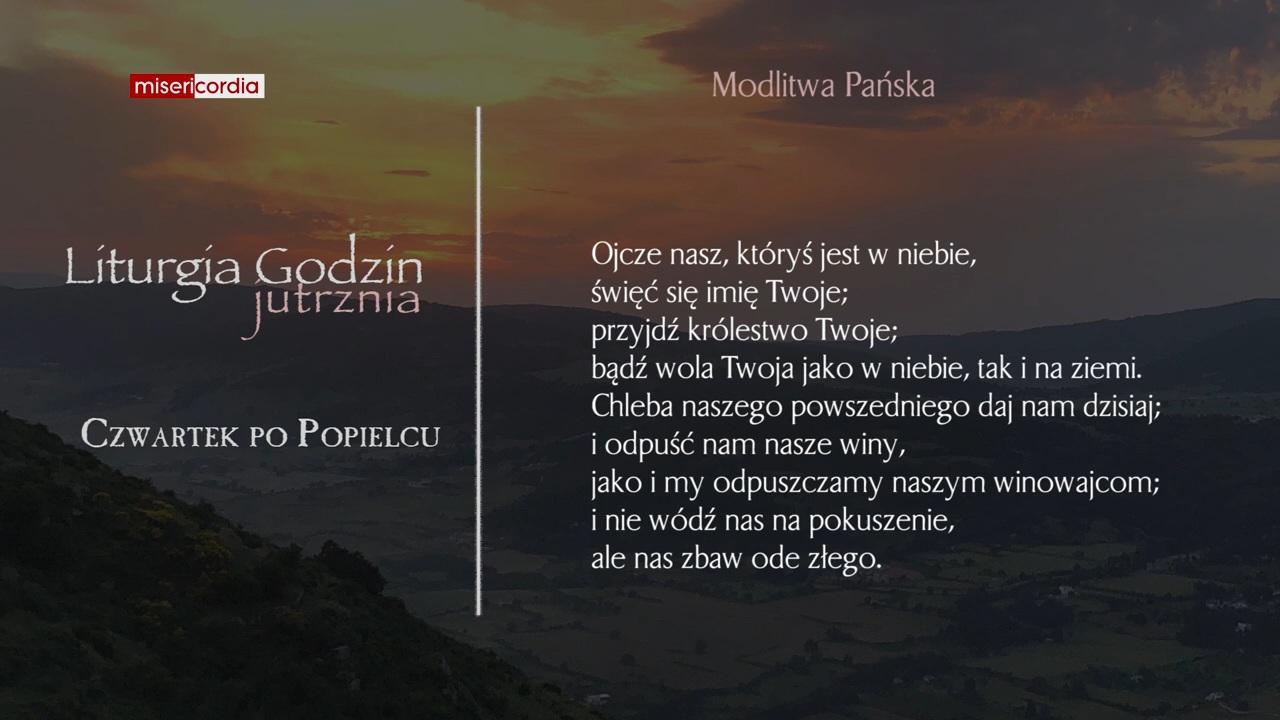 misericordia
Liturgia Godzin
jutrznia
Czwartek po Popielcu
Modlitwa Pańska
Ojcze nasz, któryś jest w niebie,
święć się imię Twoje;
przyjdź królestwo Twoje;
bądź wola Twoja jako w niebie, tak i na ziemi.
Chleba naszego powszedniego daj nam dzisiaj;
i odpuść nam nasze winy,
jako i my odpuszczamy naszym winowajcom;
i nie wódź nas na pokuszenie,
ale nas zbaw ode złego.